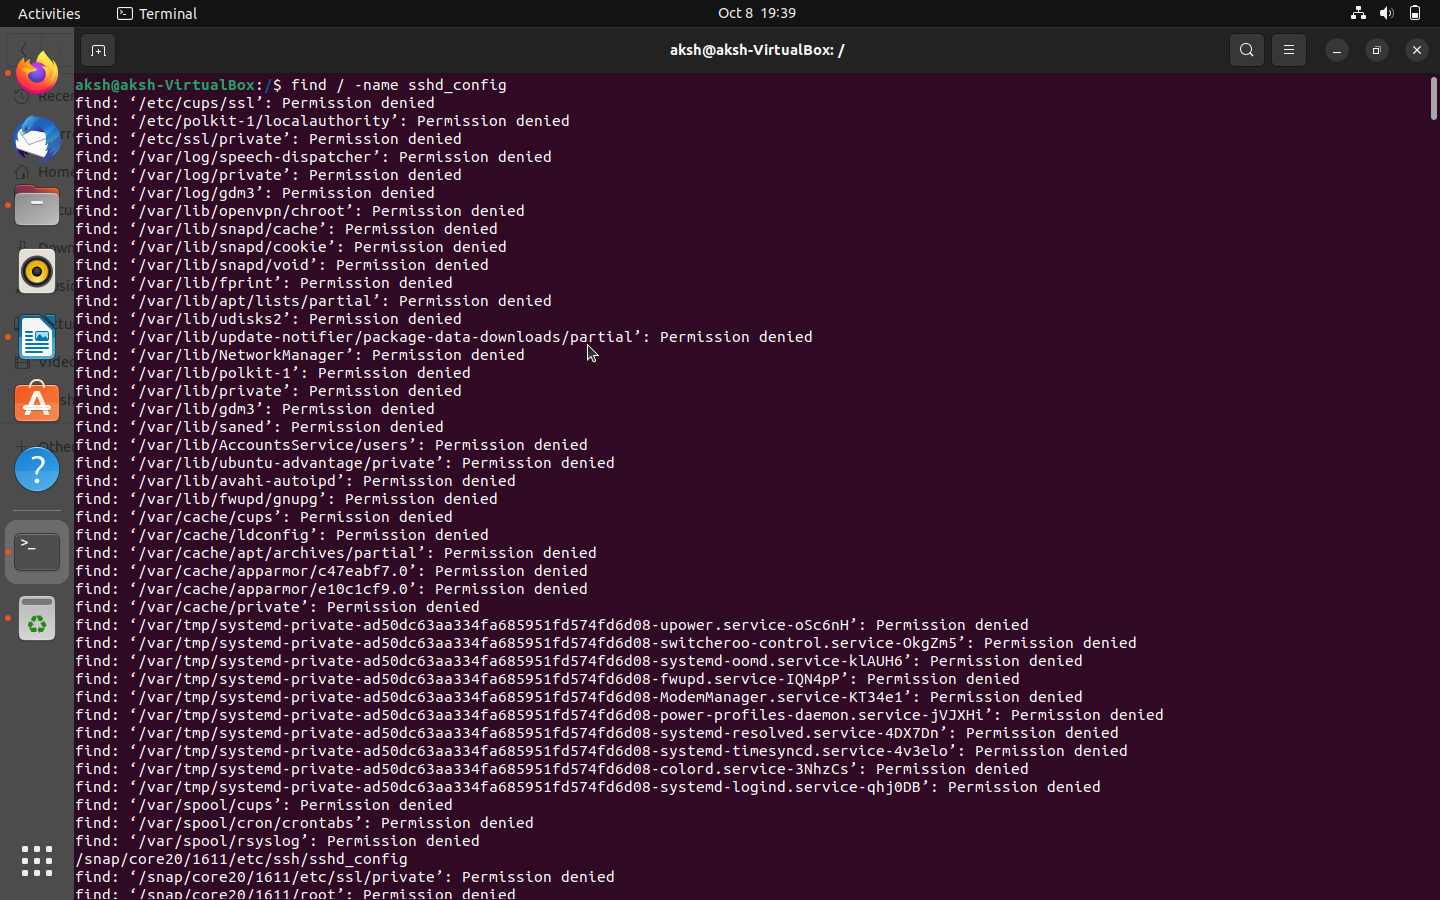 Activities
Terminal
Oct 8 19:39
aksh@aksh-VirtualBox: /
aksh@aksh-VirtualBox:/$ find / -name sshd_config
find: ‘/etc/cups/ssl’: Permission denied
find: ‘/etc/polkit-1/localauthority’: Permission denied
find: ‘/etc/ssl/private’: Permission denied
find: ‘/var/log/speech-dispatcher’: Permission denied
find: ‘/var/log/private’: Permission denied
find: ‘/var/log/gdm3’: Permission denied
find: ‘/var/lib/openvpn/chroot’: Permission denied
find: ‘/var/lib/snapd/cache’: Permission denied
find: ‘/var/lib/snapd/cookie’: Permission denied
find: ‘/var/lib/snapd/void’: Permission denied
find: ‘/var/lib/fprint’: Permission denied
find: ‘/var/lib/apt/lists/partial’: Permission denied
find: ‘/var/lib/udisks2’: Permission denied
find: ‘/var/lib/update-notifier/package-data-downloads/partial’: Permission denied
find: ‘/var/lib/NetworkManager’: Permission denied
find: ‘/var/lib/polkit-1’: Permission denied
find: ‘/var/lib/private’: Permission denied
find: ‘/var/lib/gdm3’: Permission denied
find: ‘/var/lib/saned’: Permission denied
find: ‘/var/lib/AccountsService/users’: Permission denied
find: ‘/var/lib/ubuntu-advantage/private’: Permission denied
find: ‘/var/lib/avahi-autoipd’: Permission denied
find: ‘/var/lib/fwupd/gnupg’: Permission denied
find: ‘/var/cache/cups’: Permission denied
find: ‘/var/cache/ldconfig’: Permission denied
find: ‘/var/cache/apt/archives/partial’: Permission denied
find: ‘/var/cache/apparmor/c47eabf7.0’: Permission denied
find: ‘/var/cache/apparmor/e10c1cf9.0’: Permission denied
find: ‘/var/cache/private’: Permission denied
find: ‘/var/tmp/systemd-private-ad50dc63aa334fa685951fd574fd6d08-upower.service-oSc6nH’: Permission denied
find: ‘/var/tmp/systemd-private-ad50dc63aa334fa685951fd574fd6d08-switcheroo-control.service-OkgZm5’: Permission denied
find: ‘/var/tmp/systemd-private-ad50dc63aa334fa685951fd574fd6d08-systemd-oomd.service-klAUH6’: Permission denied
find: ‘/var/tmp/systemd-private-ad50dc63aa334fa685951fd574fd6d08-fwupd.service-IQN4pP’: Permission denied
find: ‘/var/tmp/systemd-private-ad50dc63aa334fa685951fd574fd6d08-ModemManager.service-KT34e1’: Permission denied
find: ‘/var/tmp/systemd-private-ad50dc63aa334fa685951fd574fd6d08-power-profiles-daemon.service-jVJXHi’: Permission denied
find: ‘/var/tmp/systemd-private-ad50dc63aa334fa685951fd574fd6d08-systemd-resolved.service-4DX7Dn’: Permission denied
find: ‘/var/tmp/systemd-private-ad50dc63aa334fa685951fd574fd6d08-systemd-timesyncd.service-4v3elo’: Permission denied
find: ‘/var/tmp/systemd-private-ad50dc63aa334fa685951fd574fd6d08-colord.service-3NhzCs’: Permission denied
find: ‘/var/tmp/systemd-private-ad50dc63aa334fa685951fd574fd6d08-systemd-logind.service-qhj0DB’: Permission denied
find: ‘/var/spool/cups’: Permission denied
find: ‘/var/spool/cron/crontabs’: Permission denied
find: ‘/var/spool/rsyslog’: Permission denied
/snap/core20/1611/etc/ssh/sshd_config
find: ‘/snap/core20/1611/etc/ssl/private’: Permission denied
find: ‘/snap/core20/1611/root’: Permission denied